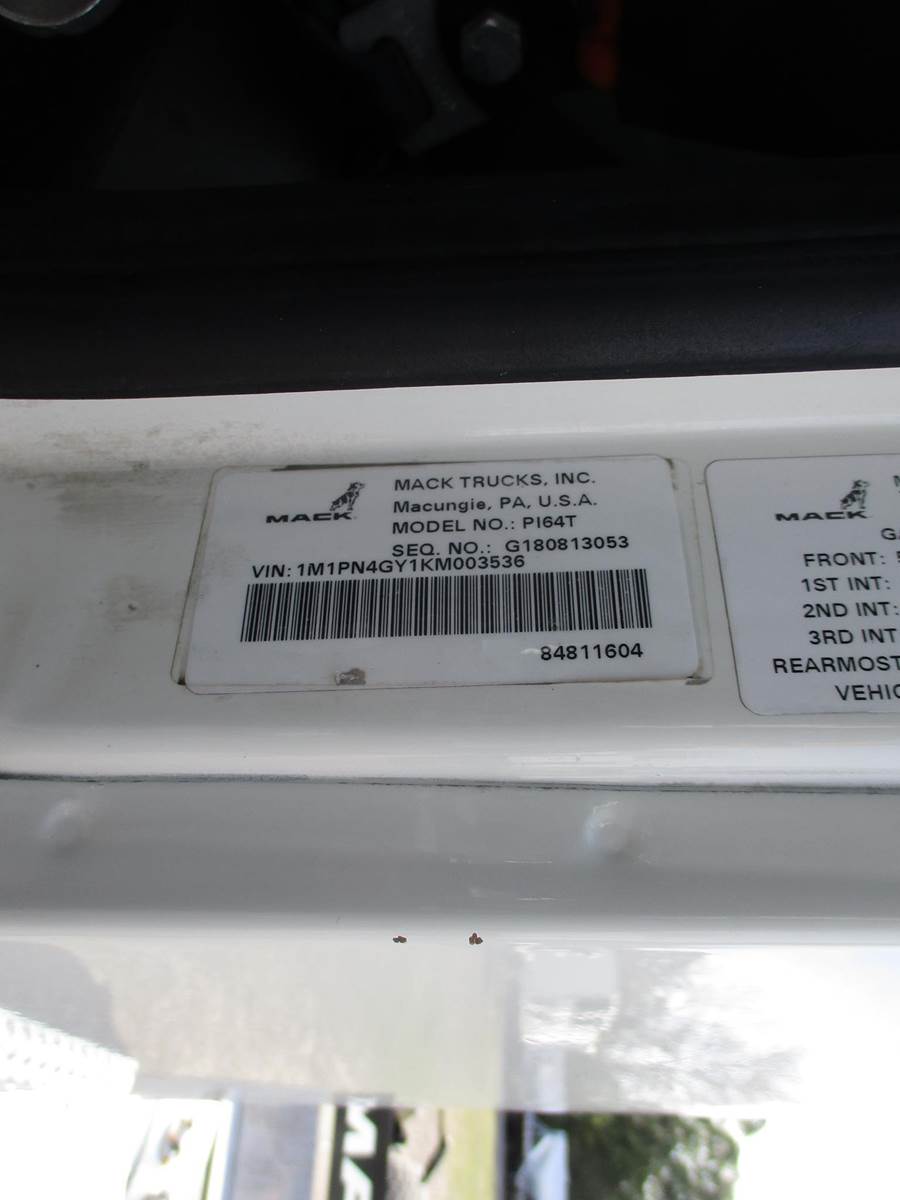 MACK
MACK TRUCKS, INC.
Macungie, PA, U.S.A.
MODEL NO.: PI64T
SEQ. NO.: G180813053
VIN: 1M1PN4GY1KM003536
84811604
MACK
FRONT:
1ST INT:
2ND INT:
3RD INT
REARMOST